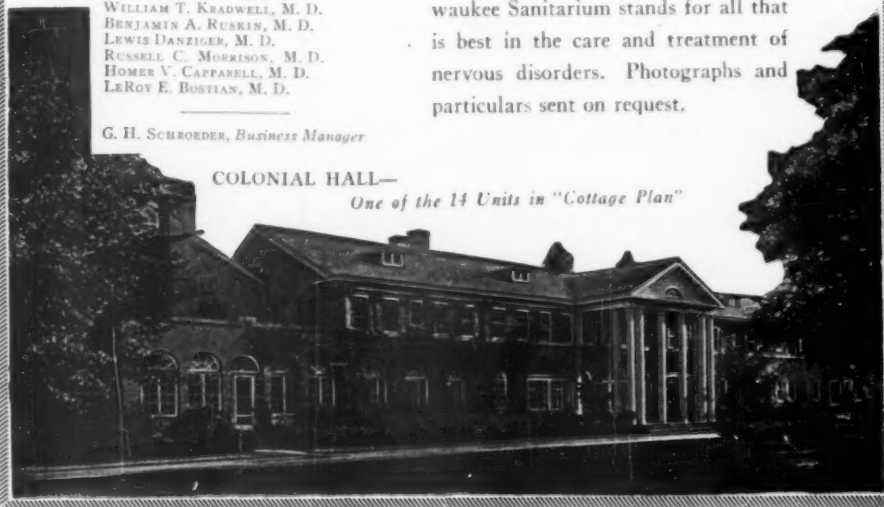 WILLIAM T. KRADWELL, M. D.
BENJAMIN A. RUSKIN, M. D.
LEWIS DANZIGER, M. D.
RUSSELL C. MORRISON, M. D.
HOMER V. CAPPARELL, M. D.
LEROY E. BOSTIAN, M. D.
G. H. SCHROEDER, Business Manager
waukee Sanitarium stands for all that
is best in the care and treatment of
nervous disorders. Photographs and
particulars sent on request.
COLONIAL HALL—
One of the 14 Units in "Cottage Plan"